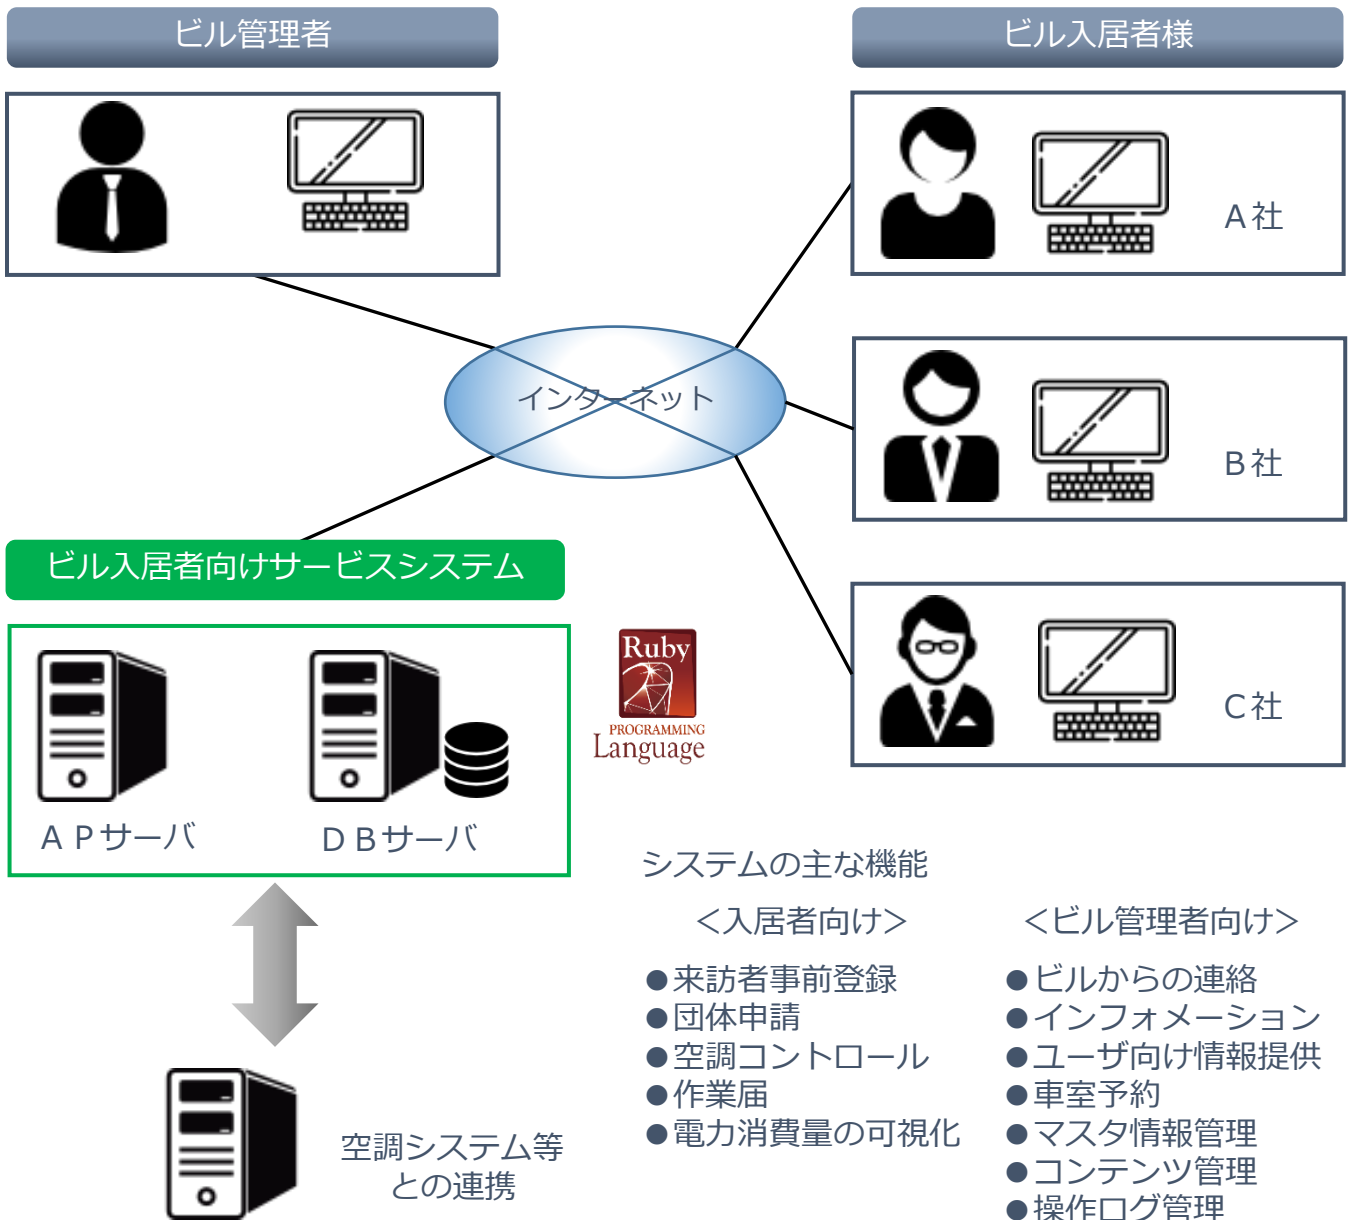 ビル管理者
ビル入居者様
A社
インターネット
B社
ビル入居者向けサービスシステム
Ruby
PROGRAMMING
Language
C社
ＡＰサーバ
ＤＢサーバ
システムの主な機能
＜入居者向け＞
●来訪者事前登録
●団体申請
●空調コントロール
●作業届
●電力消費量の可視化
＜ビル管理者向け＞
●ビルからの連絡
●インフォメーション
●ユーザ向け情報提供
●車室予約
●マスタ情報管理
●コンテンツ管理
●操作ログ管理
空調システム等
との連携